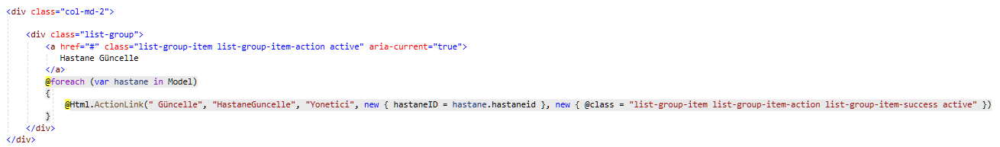 <div class="col-md-2">
<div class="list-group">
<a href="#" class="list-group-item list-group-item-action active" aria-current="true">
Hastane Güncelle
</a>
@foreach (var hastane in Model)
{
@Html.ActionLink(" Güncelle", "HastaneGuncelle", "Yonetici", new { hastaneID = hastane.hastaneid }, new { @class = "list-group-item list-group-item-action list-group-item-success active" })
}
</div>
</div>